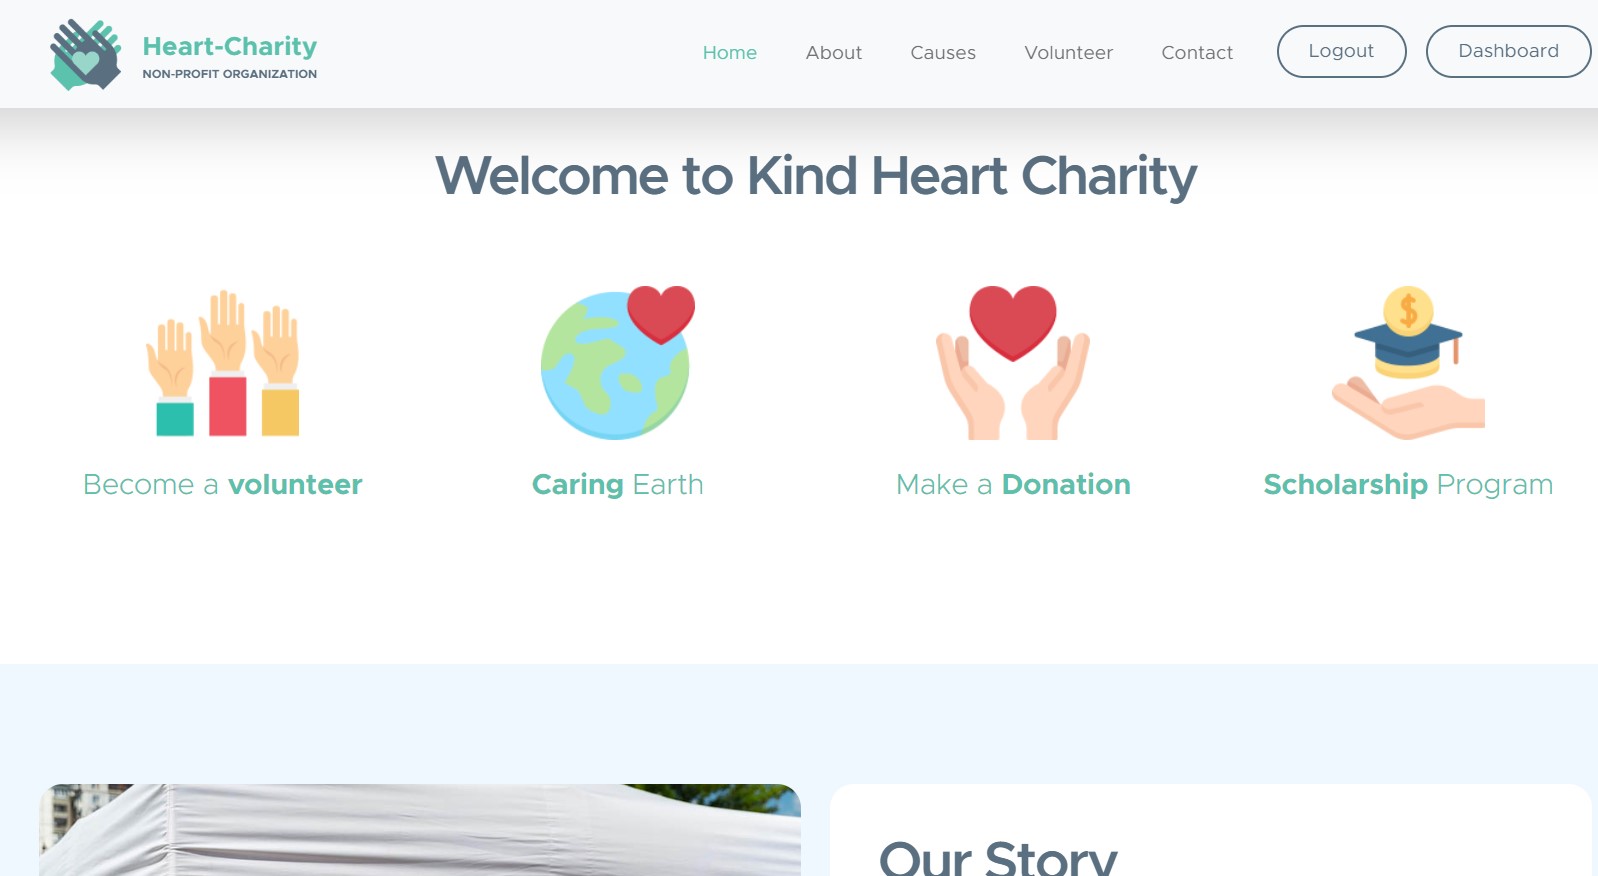 Heart-Charity
NON-PROFIT ORGANIZATION
Home About Causes Volunteer Contact Logout Dashboard
Welcome to Kind Heart Charity
$
Become a volunteer
Caring Earth
Make a Donation
Scholarship Program
Our Story